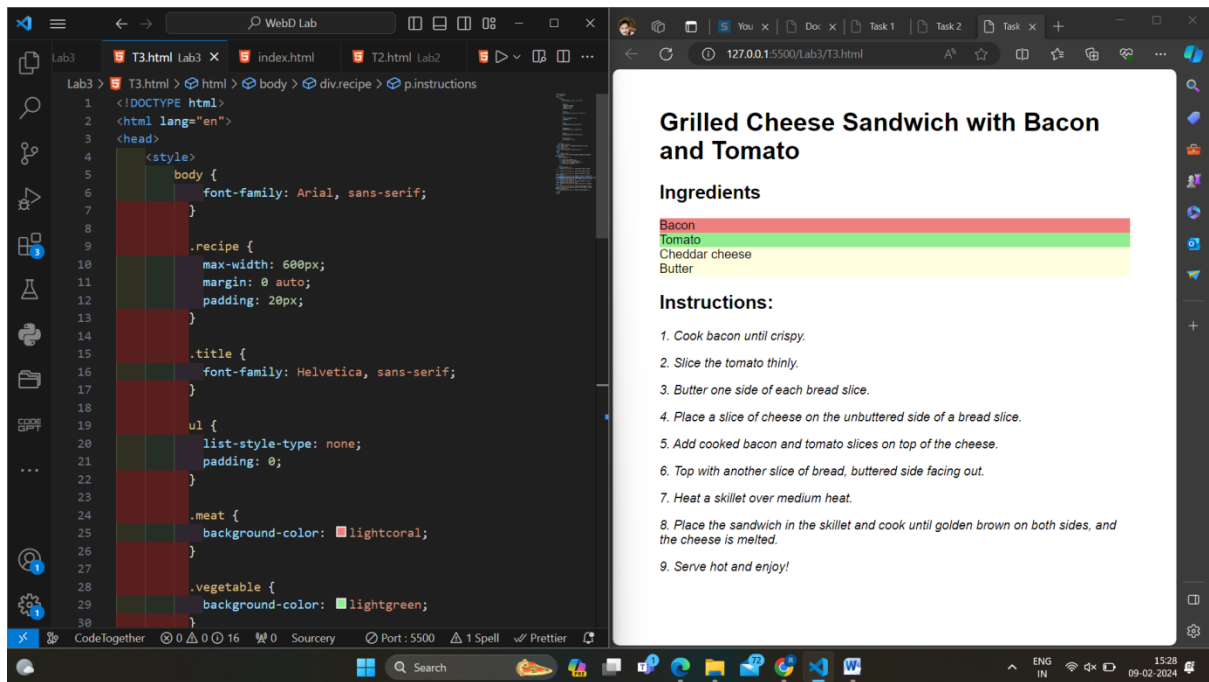 WebD Lab
Lab3
T3.html Lab3
index.html
T2.html Lab2
Lab3 > T3.html > html > body > div.recipe > p.instructions
1 <!DOCTYPE html>
2 <html lang="en">
3 <head>
4 <style>
5 body {
6 font-family: Arial, sans-serif;
7 }
8
9 .recipe {
10 max-width: 600px;
11 margin: 0 auto;
12 padding: 20px;
13 }
14
15 .title {
16 font-family: Helvetica, sans-serif;
17 }
18
19 ul {
20 list-style-type: none;
21 padding: 0;
22 }
23
24 .meat {
25 background-color: lightcoral;
26 }
27
28 .vegetable {
29 background-color: lightgreen;
30 }
CODE
GPT
3
1
1
CodeTogether 0 0 16 0 Sourcery Port : 5500 1 Spell Prettier
You
Doc
Task 1
Task 2
Task
127.0.0.1:5500/Lab3/T3.html
Grilled Cheese Sandwich with Bacon
and Tomato
Ingredients
Bacon
Tomato
Cheddar cheese
Butter
Instructions:
1. Cook bacon until crispy.
2. Slice the tomato thinly.
3. Butter one side of each bread slice.
4. Place a slice of cheese on the unbuttered side of a bread slice.
5. Add cooked bacon and tomato slices on top of the cheese.
6. Top with another slice of bread, buttered side facing out.
7. Heat a skillet over medium heat.
8. Place the sandwich in the skillet and cook until golden brown on both sides, and
the cheese is melted.
9. Serve hot and enjoy!
Search
72
ENG
IN
15:28
09-02-2024